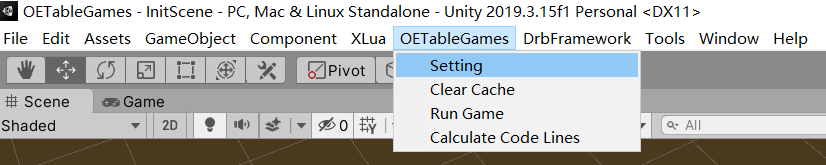 OETableGames - InitScene - PC, Mac & Linux Standalone - Unity 2019.3.15f1 Personal <DX11>
File Edit Assets GameObject Component XLua OETableGames DrbFramework Tools Window Help
Pivot
Setting
Clear Cache
Run Game
Calculate Code Lines
Scene Game
Shaded 2D 0 All